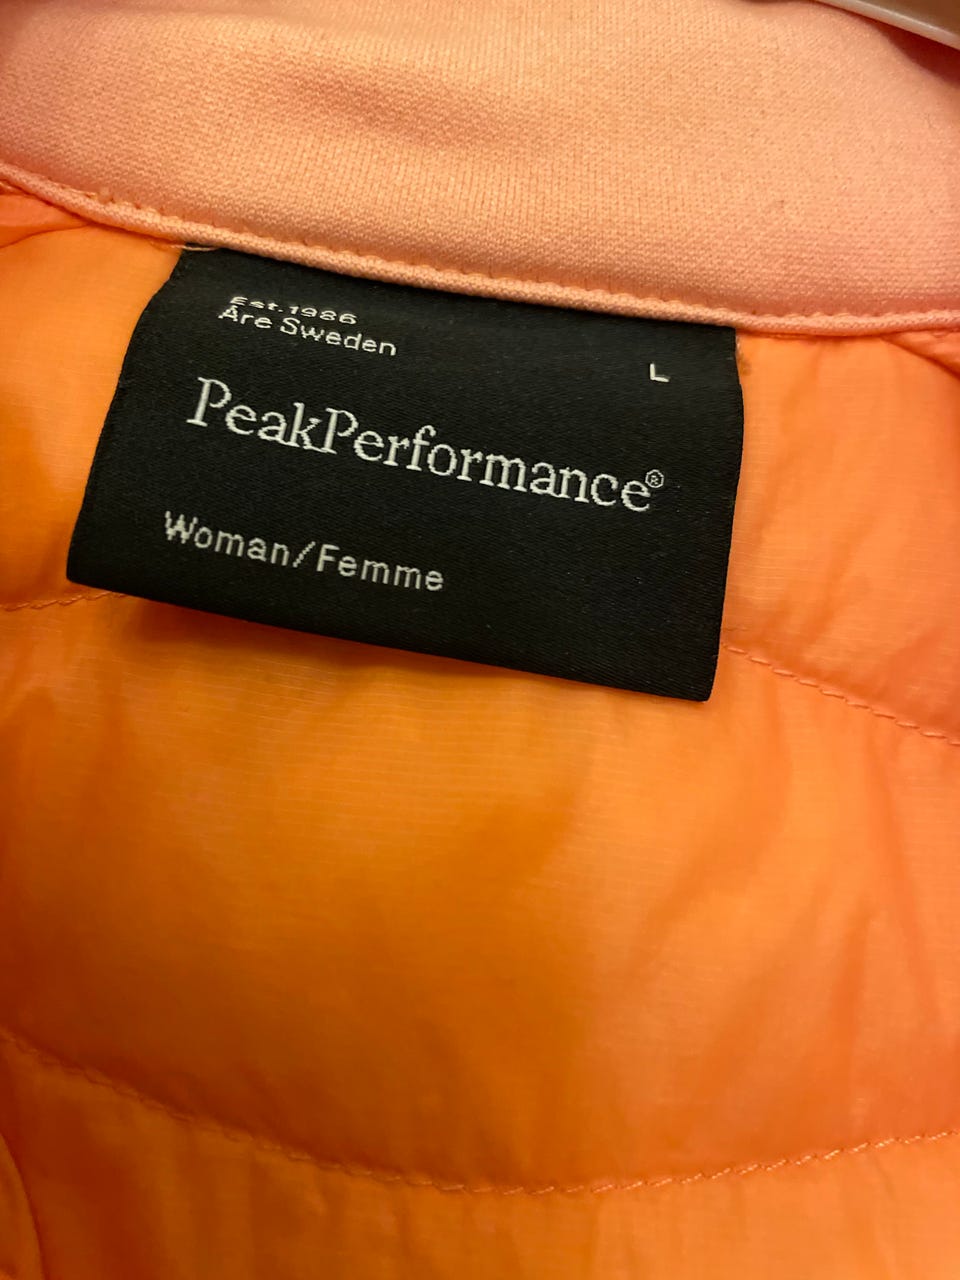 Est.1986
Åre Sweden
L
PeakPerformance®
Woman/Femme